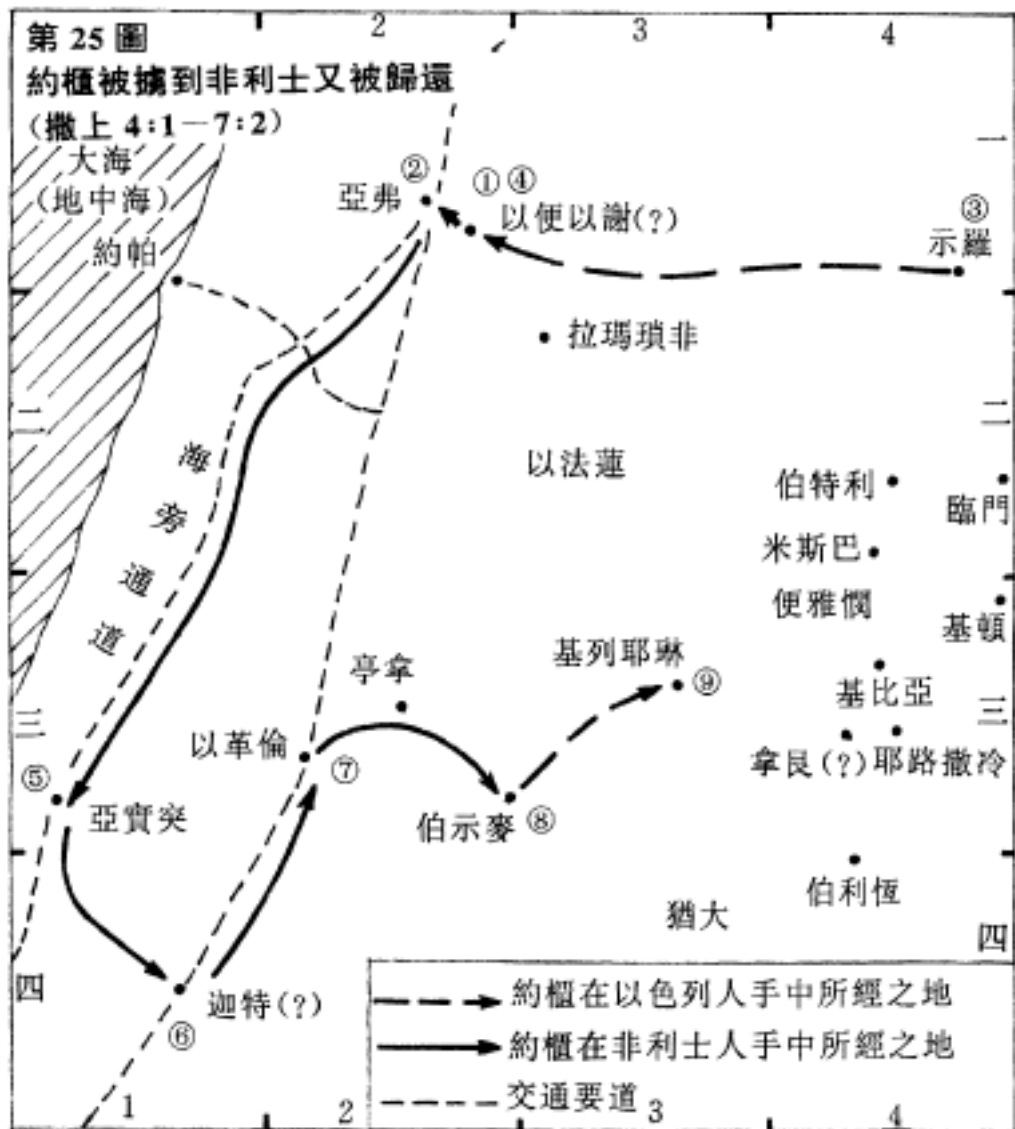 第 25 圖
約櫃被擄到非利士又被歸還
(撒上 4:1－7:2)
2
3
4
一
大海
(地中海)
②
①④
③
亞弗
以便以謝(?)
示羅
約帕
拉瑪瑣非
二
二
海旁通道
以法蓮
伯特利
臨門
米斯巴
便雅憫
基頓
基列耶琳
⑨
亭拿
基比亞
三
三
以革倫
⑦
拿艮(?)
耶路撒冷
⑤
亞實突
伯示麥
⑧
伯利恆
猶大
四
四
迦特(?)
⑥
約櫃在以色列人手中所經之地
約櫃在非利士人手中所經之地
交通要道
1
2
3
4